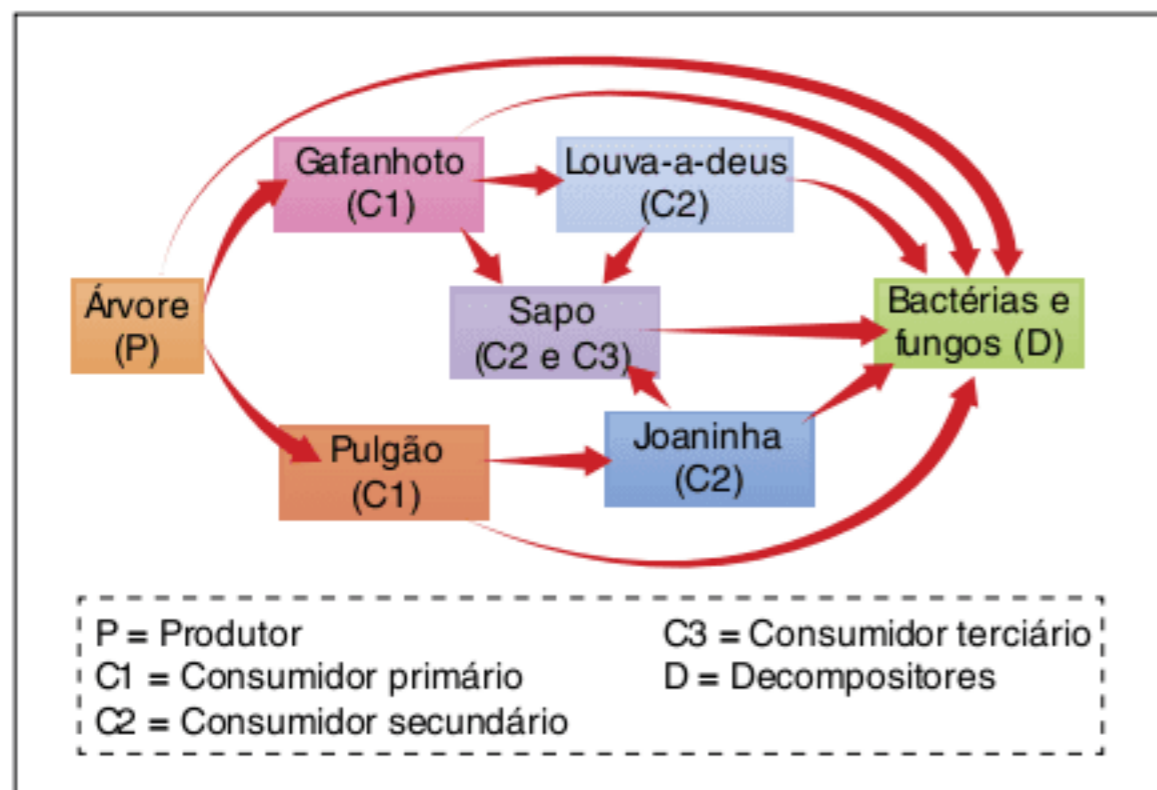 Gafanhoto
(C1)
Louva-a-deus
(C2)
Árvore
(P)
Sapo
(C2 e C3)
Bactérias e
fungos (D)
Pulgão
(C1)
Joaninha
(C2)
P = Produtor
C1 = Consumidor primário
C2 = Consumidor secundário
C3 = Consumidor terciário
D = Decompositores